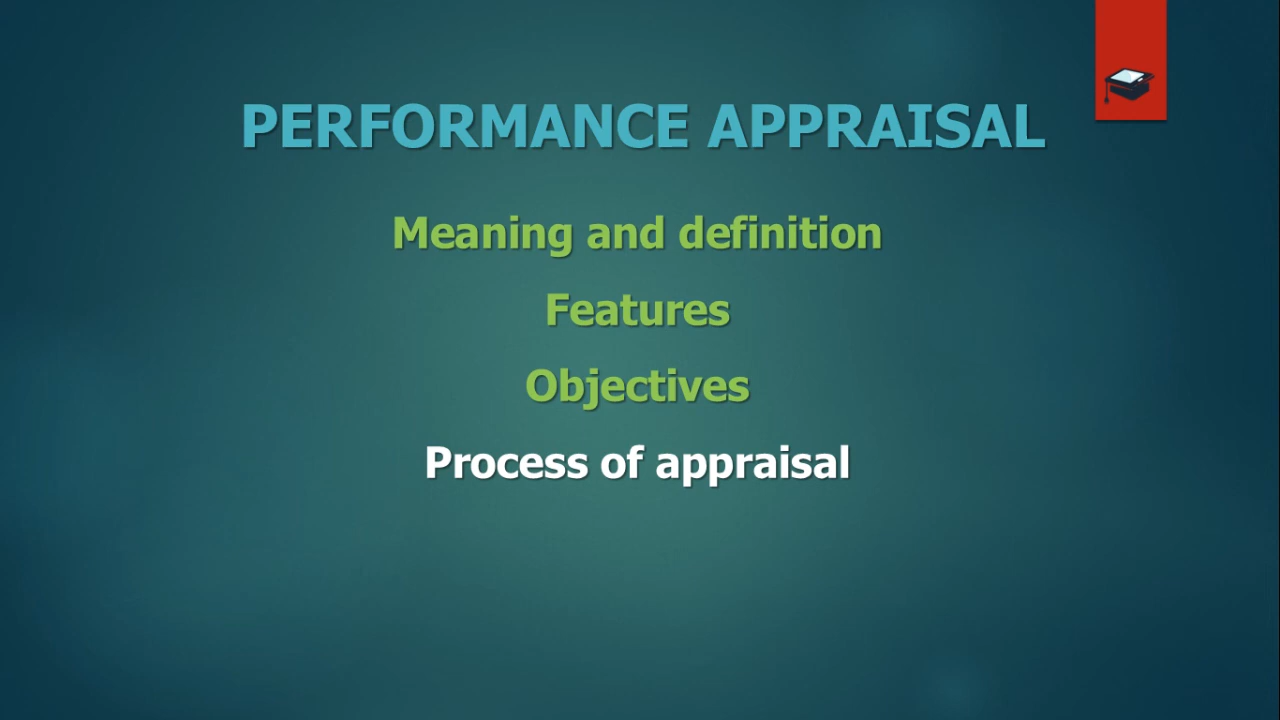 PERFORMANCE APPRAISAL
Meaning and definition
Features
Objectives
Process of appraisal